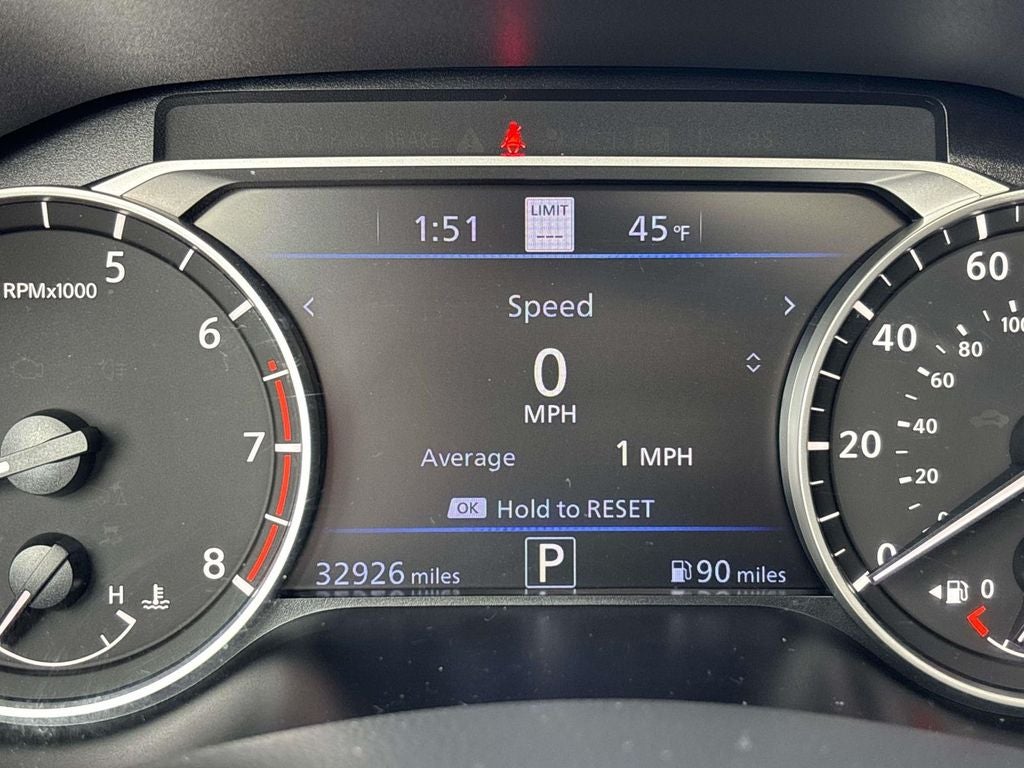 1:51
LIMIT
---
45 °F
Speed
0
MPH
Average 1 MPH
OK Hold to RESET
32926 miles
P
90 miles
RPMx1000
5
6
7
8
H
60
40
20
0
100
80
60
40
20
0
0